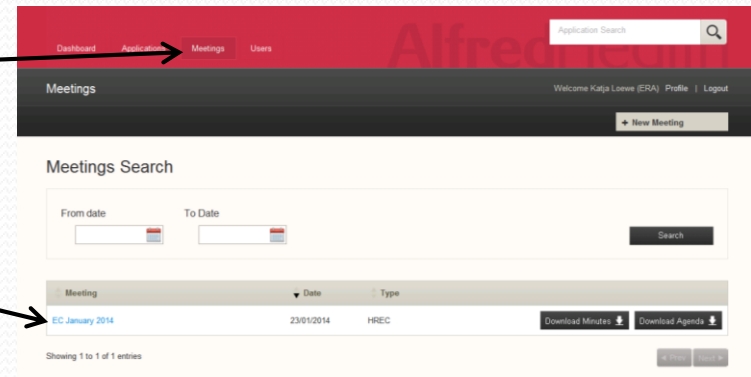 AlfredHealth
Application Search
Dashboard Applications Meetings Users
Meetings
Welcome Katja Loewe (ERA) Profile | Logout
+ New Meeting
Meetings Search
From date To Date
Search
Meeting Date Type
EC January 2014 23/01/2014 HREC Download Minutes Download Agenda
Showing 1 to 1 of 1 entries
Prev Next